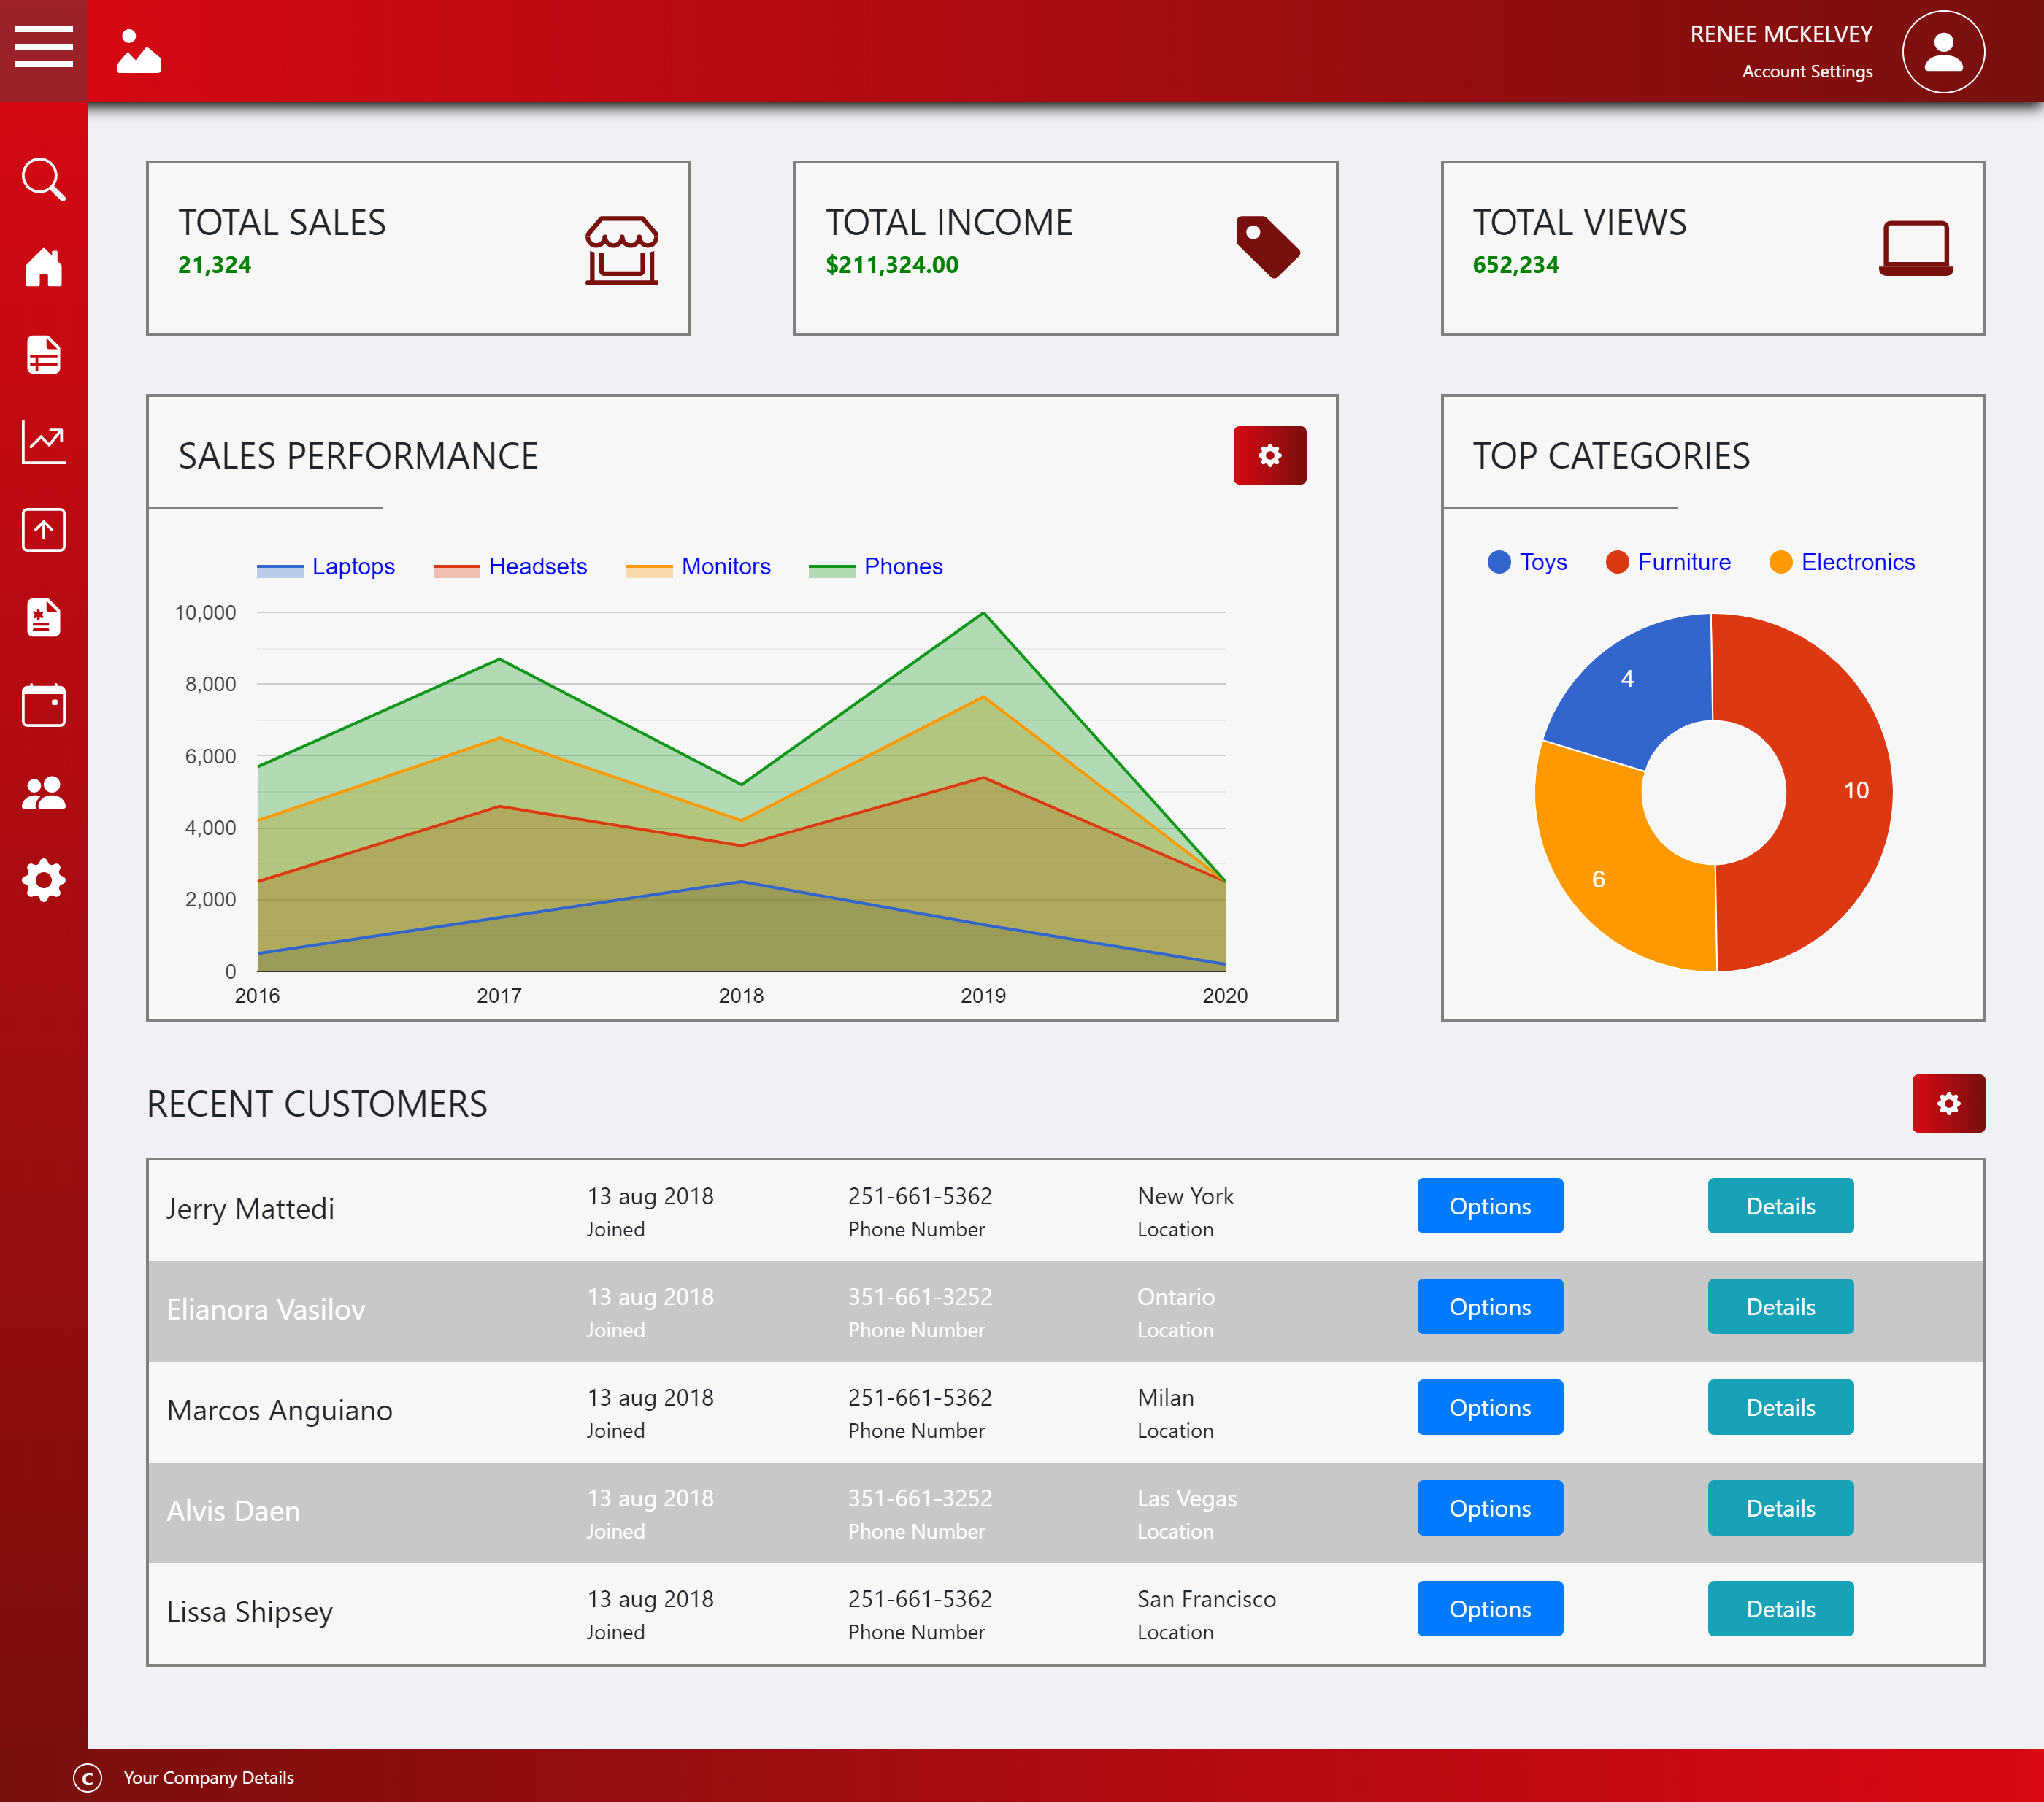 RENEE MCKELVEY
Account Settings
TOTAL SALES
21,324
TOTAL INCOME
$211,324.00
TOTAL VIEWS
652,234
SALES PERFORMANCE
Laptops Headsets Monitors Phones
10,000
8,000
6,000
4,000
2,000
0
2016 2017 2018 2019 2020
TOP CATEGORIES
Toys Furniture Electronics
4
10
6
RECENT CUSTOMERS
Jerry Mattedi 13 aug 2018 251-661-5362 New York Options Details
Joined Phone Number Location
Elianora Vasilov 13 aug 2018 351-661-3252 Ontario Options Details
Joined Phone Number Location
Marcos Anguiano 13 aug 2018 251-661-5362 Milan Options Details
Joined Phone Number Location
Alvis Daen 13 aug 2018 351-661-3252 Las Vegas Options Details
Joined Phone Number Location
Lissa Shipsey 13 aug 2018 251-661-5362 San Francisco Options Details
Joined Phone Number Location
C Your Company Details